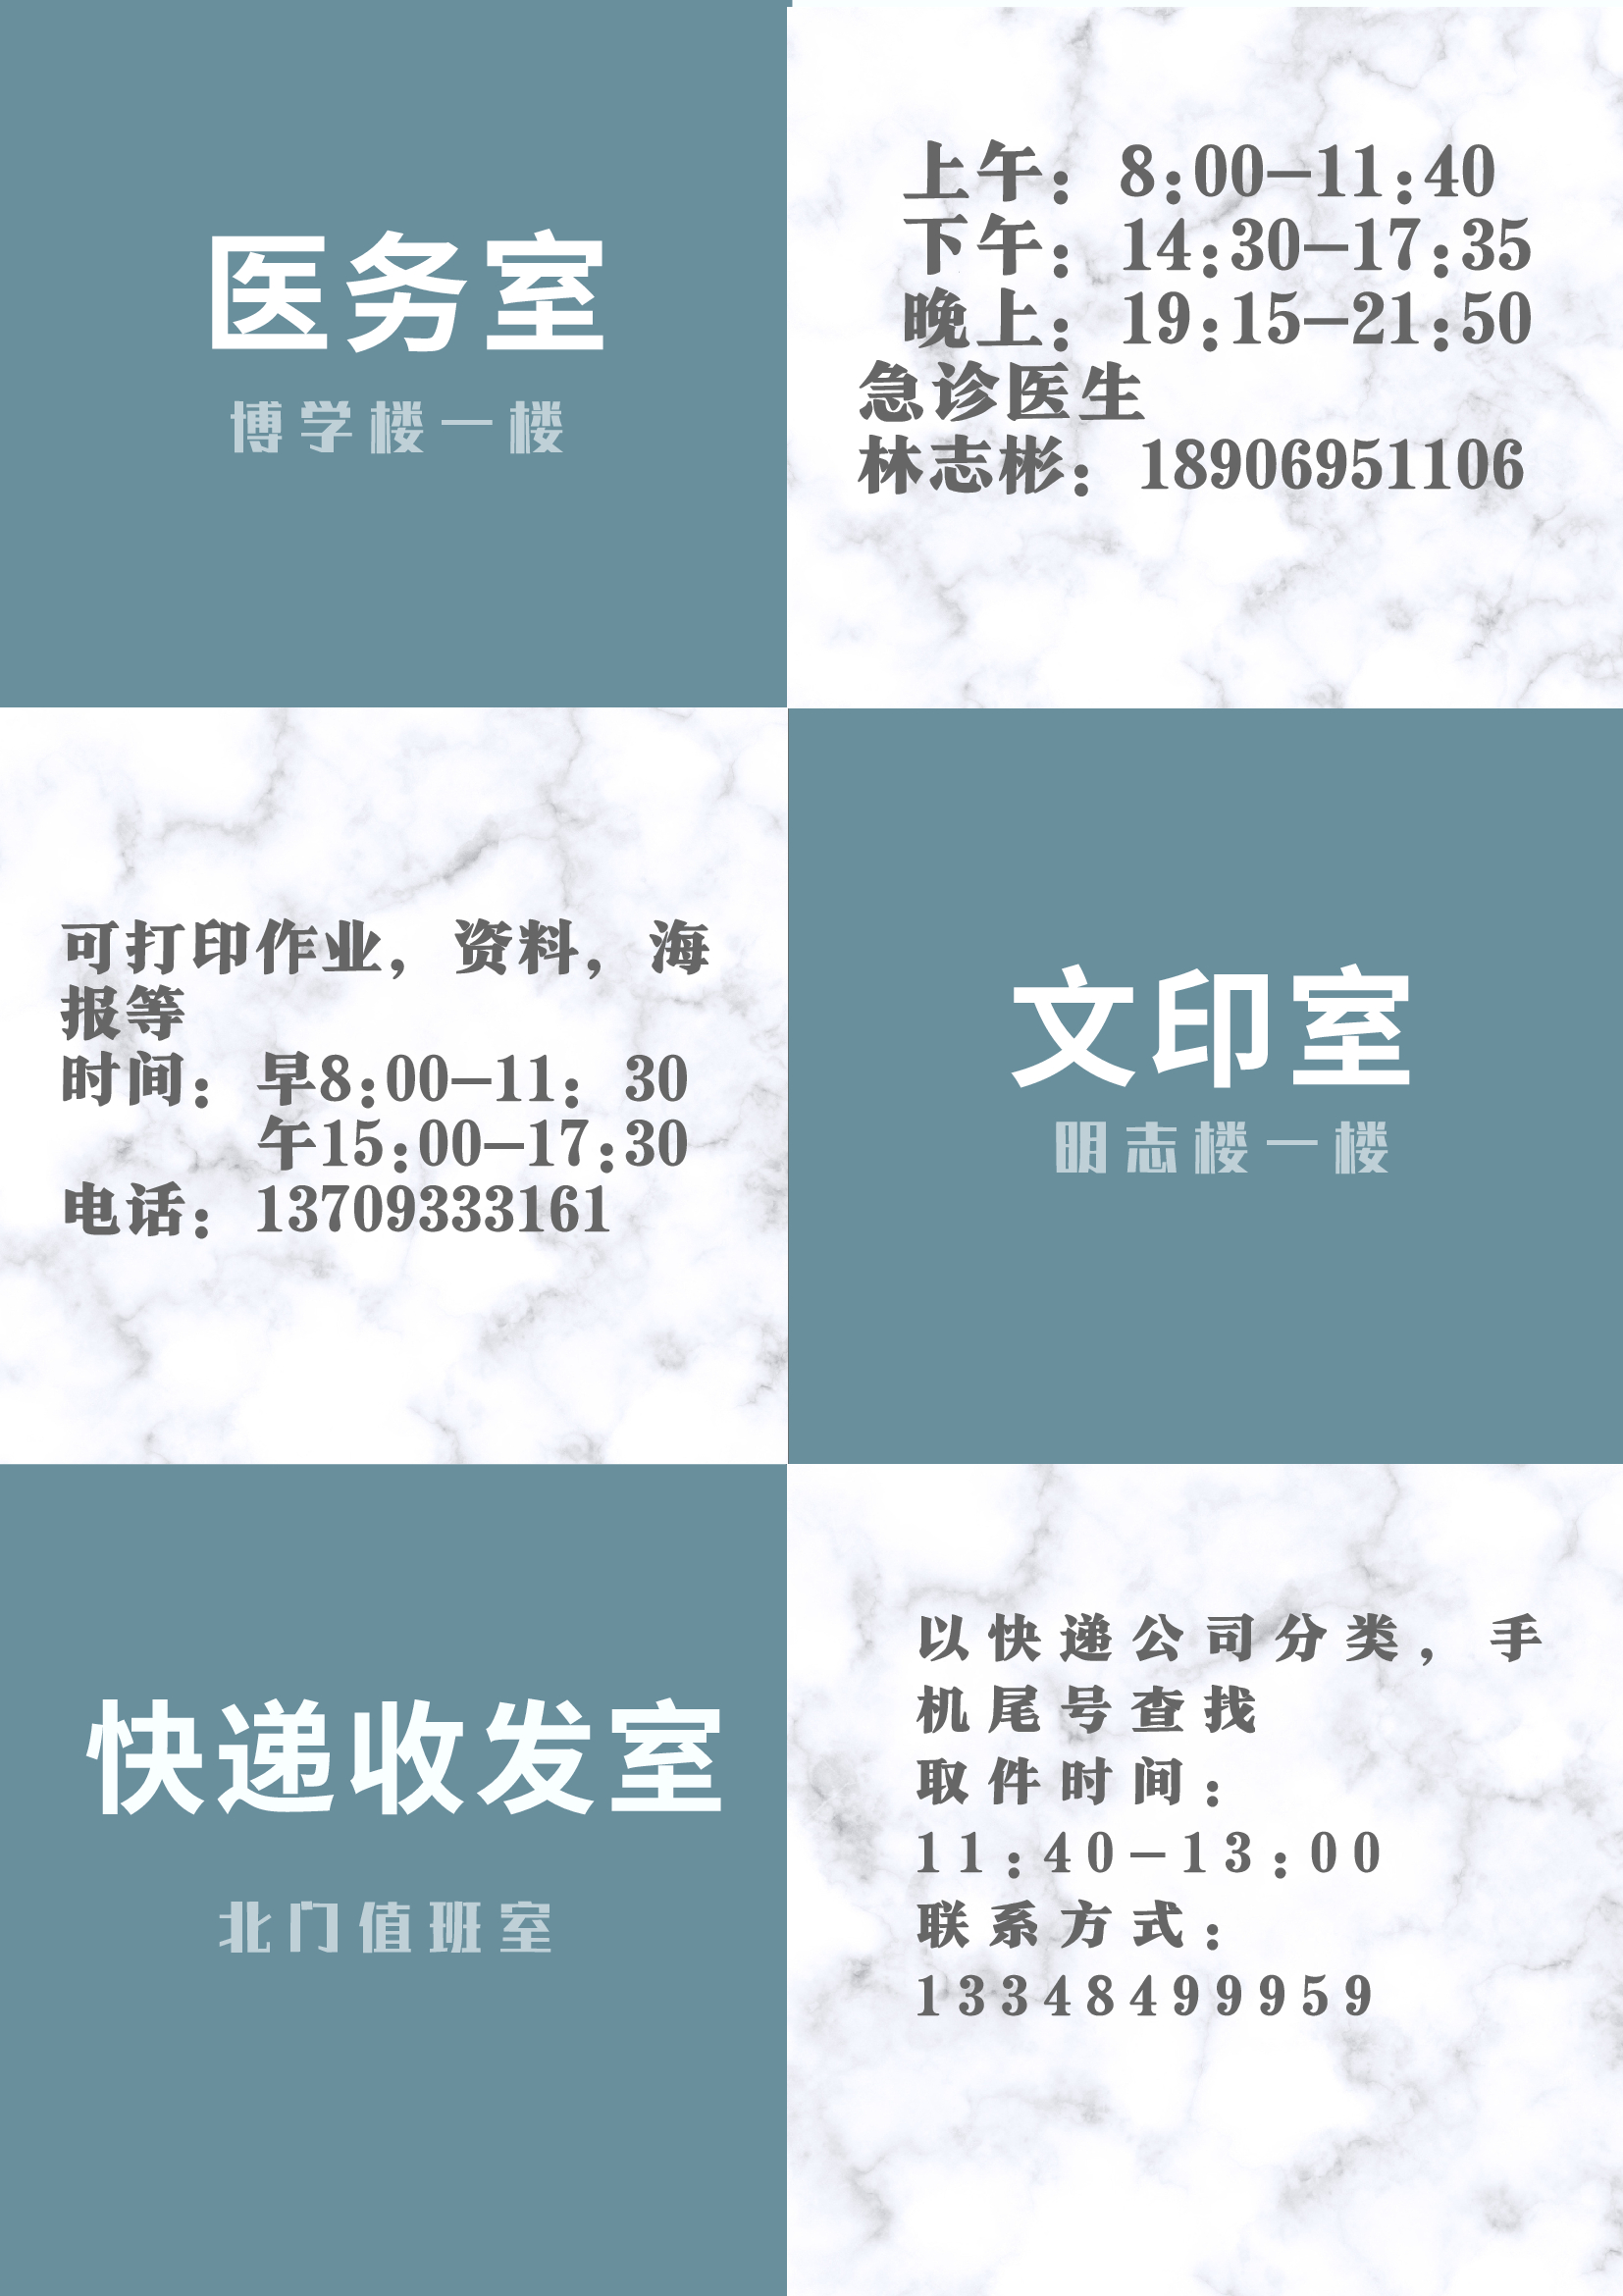 医务室
博学楼一楼
上午：8:00-11:40
下午：14:30-17:35
晚上：19:15-21:50
急诊医生
林志彬：18906951106
可打印作业，资料，海
报等
时间：早8:00-11：30
午15:00-17:30
电话：13709333161
文印室
明志楼一楼
快递收发室
北门值班室
以快递公司分类，手
机尾号查找
取件时间：
11:40-13:00
联系方式：
13348499959